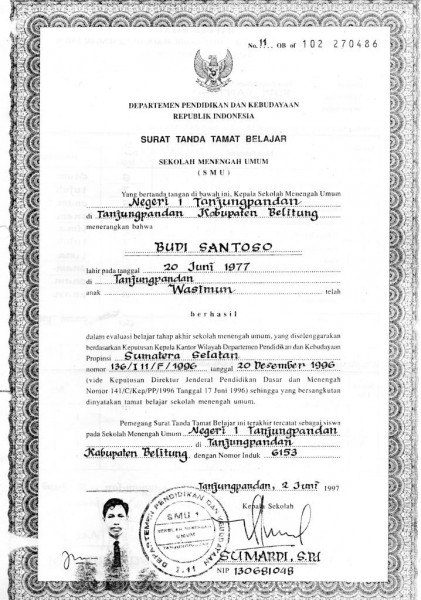 No. 11 OB of 102 270486
DEPARTEMEN PENDIDIKAN DAN KEBUDAYAAN
REPUBLIK INDONESIA
SURAT TANDA TAMAT BELAJAR
SEKOLAH MENENGAH UMUM
( S M U )
Yang bertanda tangan di bawah ini, Kepala Sekolah Menengah Umum
Negeri 1 Tanjungpandan
di Tanjungpandan Kabupaten Belitung
menerangkan bahwa
BUDI SANTOSO
lahir pada tanggal 20 Juni 1977
di Tanjungpandan
anak Wasimun telah
berhasil
dalam evaluasi belajar tahap akhir sekolah menengah umum, yang diselenggarakan
berdasarkan Keputusan Kepala Kantor Wilayah Departemen Pendidikan dan Kebudayaan
Propinsi Sumatera Selatan
nomor 136/I11/F/1996 tanggal 20 Desember 1996
(vide Keputusan Direktur Jenderal Pendidikan Dasar dan Menengah
Nomor 141/C/Kep/PP/1996 Tanggal 17 Juni 1996) sehingga yang bersangkutan
dinyatakan tamat belajar sekolah menengah umum.
Pemegang Surat Tanda Tamat Belajar ini terakhir tercatat sebagai siswa
pada Sekolah Menengah Umum Negeri 1 Tanjungpandan
di Tanjungpandan
Kabupaten Belitung, dengan Nomor Induk 6153
Tanjungpandan, 2 Juni 1997
Kepala Sekolah
DEPARTEMEN PENDIDIKAN DAN KEBUDAYAAN
SMU 1
SEKOLAH MENENGAH
UMUM
TANJUNGPANDAN
SUMARDI, S.RI
NIP 130681048